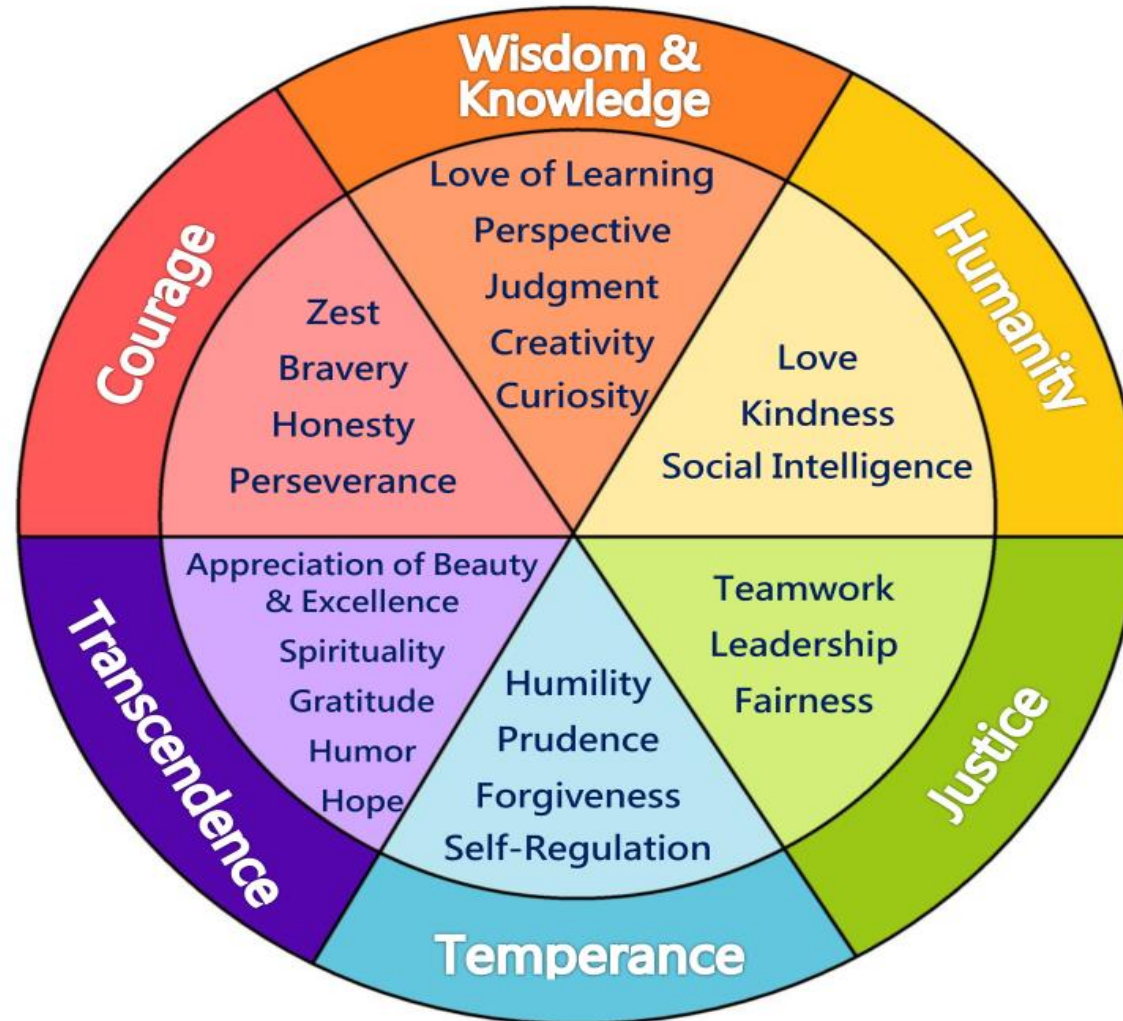 Wisdom &
Knowledge
Love of Learning
Perspective
Judgment
Creativity
Curiosity
Humanity
Love
Kindness
Social Intelligence
Justice
Teamwork
Leadership
Fairness
Temperance
Humility
Prudence
Forgiveness
Self-Regulation
Transcendence
Appreciation of Beauty
& Excellence
Spirituality
Gratitude
Humor
Hope
Courage
Zest
Bravery
Honesty
Perseverance